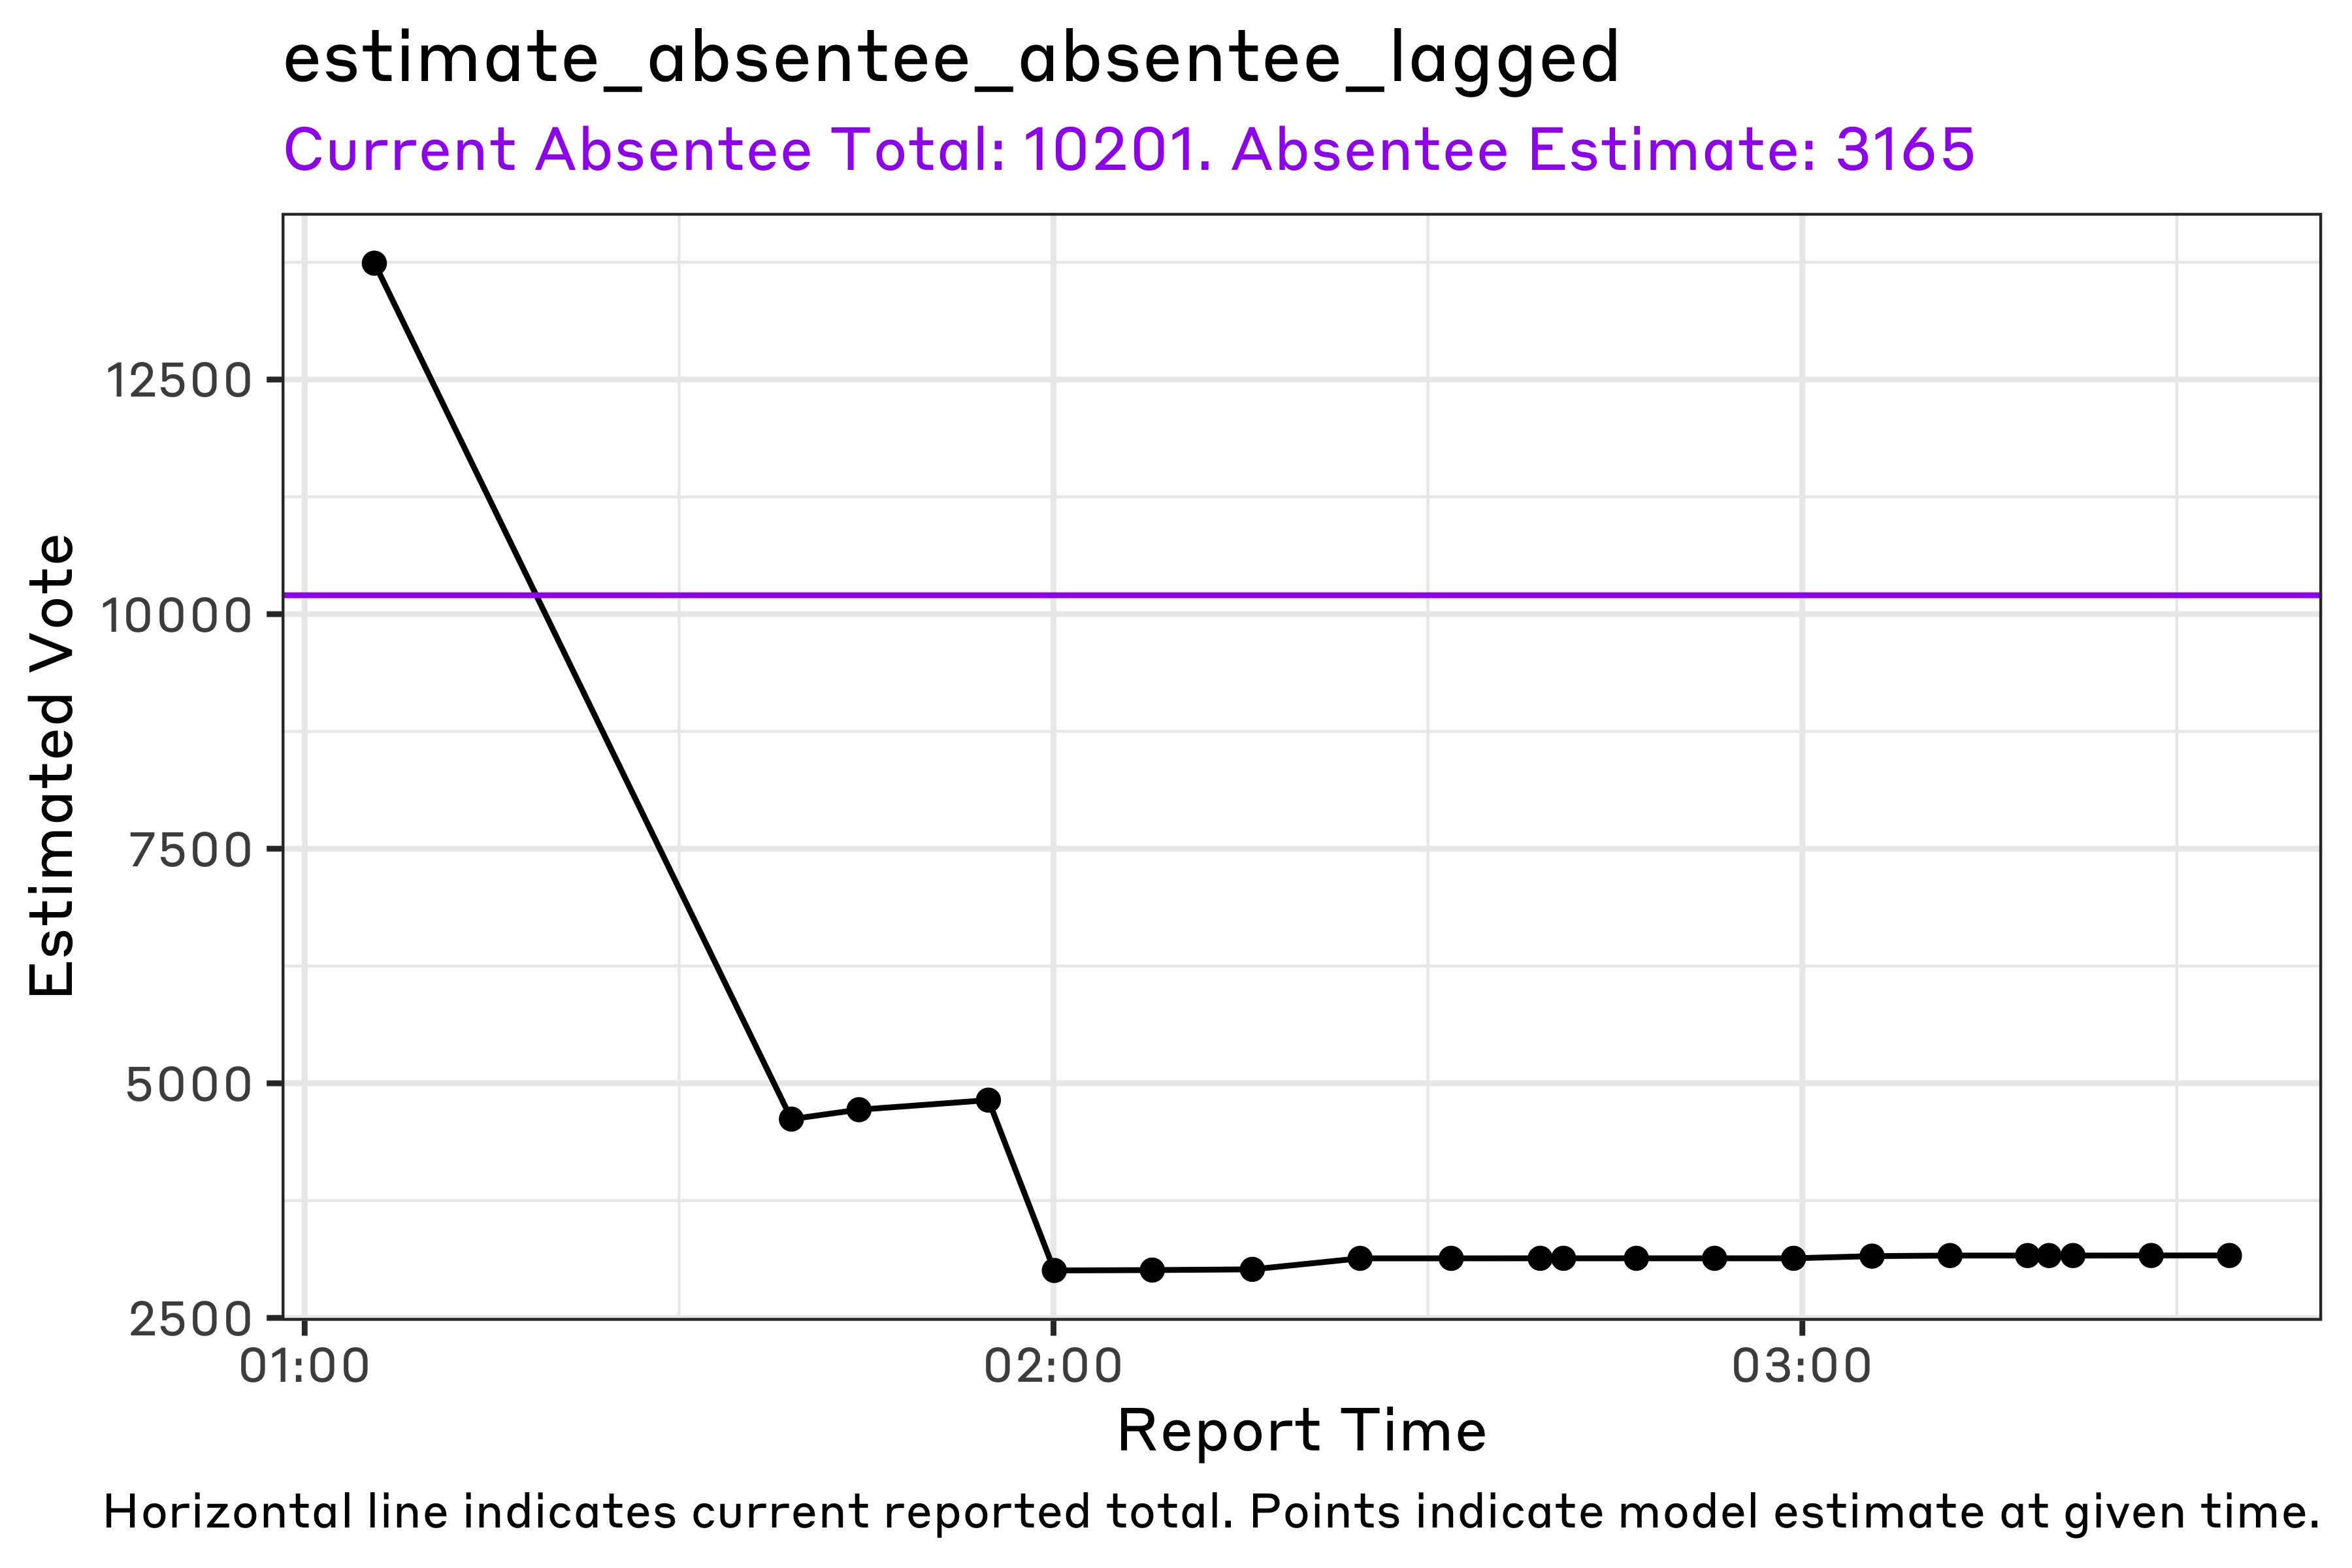 estimate_absentee_absentee_lagged
Current Absentee Total: 10201. Absentee Estimate: 3165
Estimated Vote
12500
10000
7500
5000
2500
01:00 02:00 03:00
Report Time
Horizontal line indicates current reported total. Points indicate model estimate at given time.